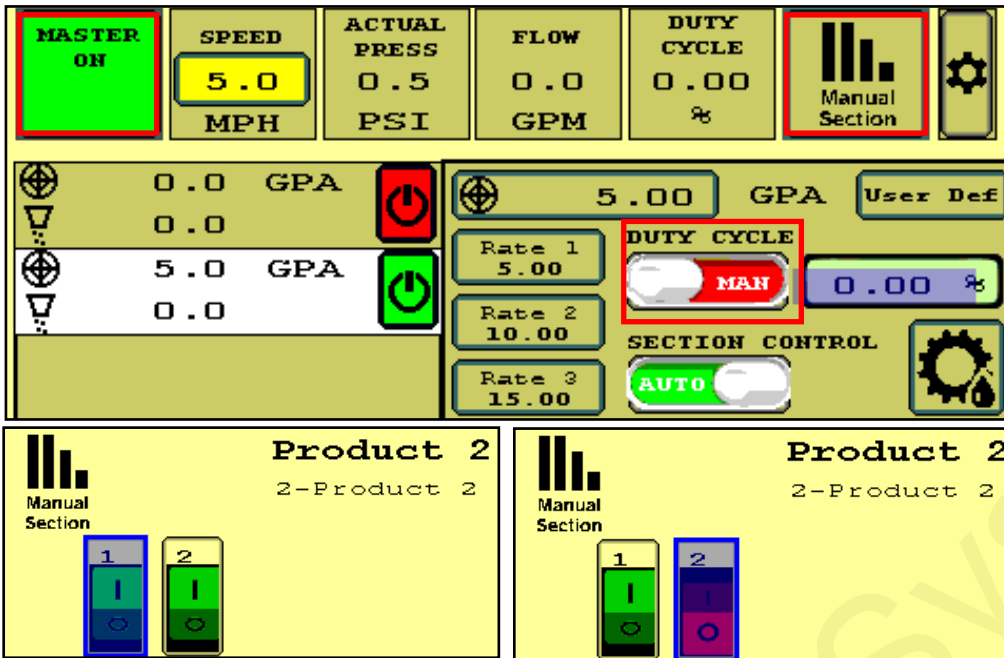 MASTER
ON
SPEED
5.0
MPH
ACTUAL
PRESS
0.5
PSI
FLOW
0.0
GPM
DUTY
CYCLE
0.00
%
Manual
Section
0.0 GPA
0.0
5.0 GPA
0.0
5.00 GPA
User Def
Rate 1
5.00
Rate 2
10.00
Rate 3
15.00
DUTY CYCLE
MAN
0.00 %
SECTION CONTROL
AUTO
Manual
Section
Product 2
2-Product 2
1 2
I I
O O
Manual
Section
Product 2
2-Product 2
1 2
I I
O O